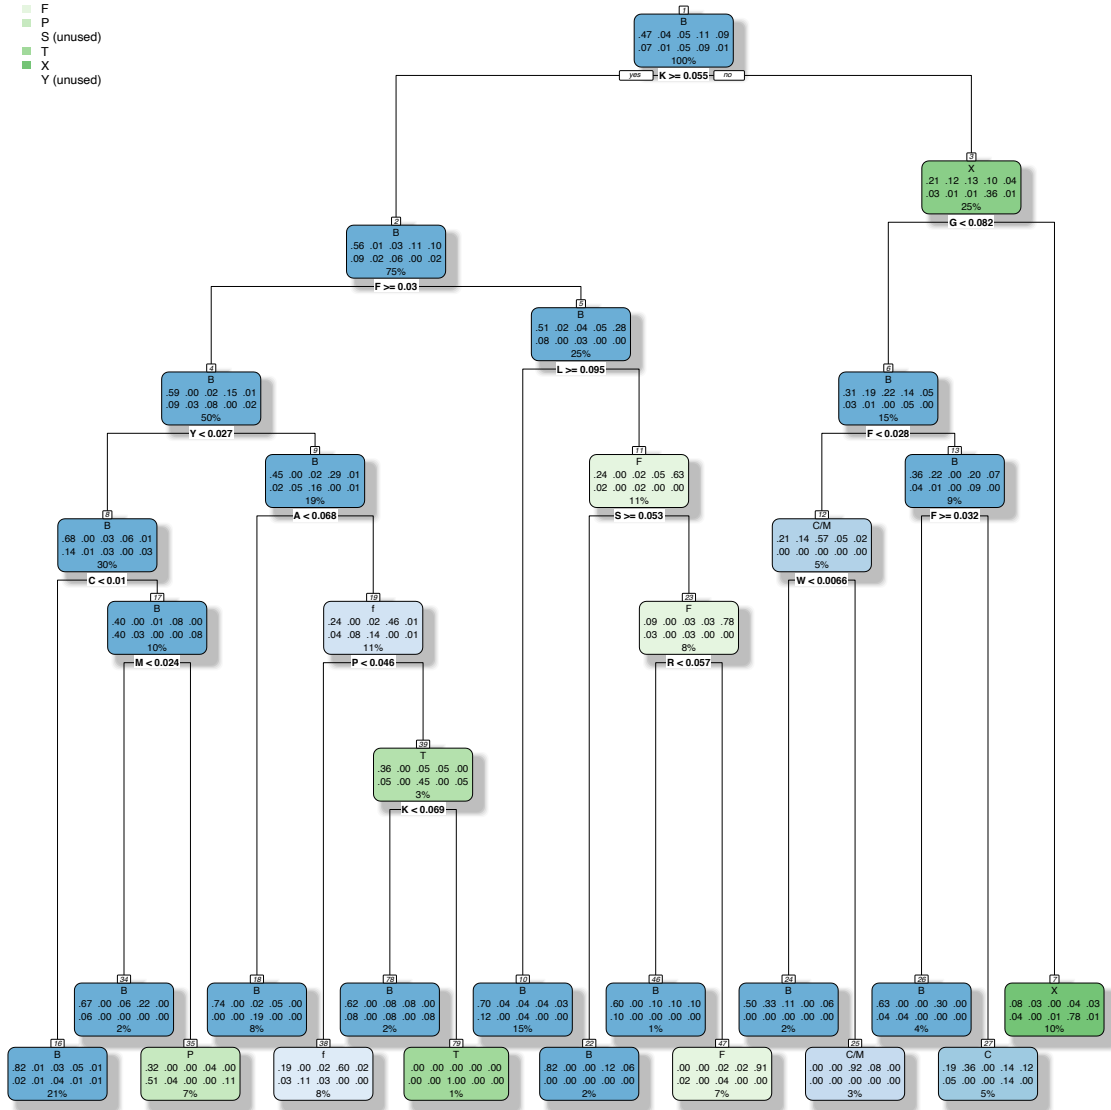 F
P
S (unused)
T
X
Y (unused)
1
B
.47 .04 .05 .11 .09
.07 .01 .05 .09 .01
100%
yes K >= 0.055 no
3
X
.21 .12 .13 .10 .04
.03 .01 .01 .36 .01
25%
G < 0.082
2
B
.56 .01 .03 .11 .10
.09 .02 .06 .00 .02
75%
F >= 0.03
5
B
.51 .02 .04 .05 .28
.08 .00 .03 .00 .00
25%
L >= 0.095
4
B
.59 .00 .02 .15 .01
.09 .03 .08 .00 .02
50%
Y < 0.027
6
B
.31 .19 .22 .14 .05
.03 .01 .00 .05 .00
15%
F < 0.028
9
B
.45 .00 .02 .29 .01
.02 .05 .16 .00 .01
19%
A < 0.068
11
F
.24 .00 .02 .05 .63
.02 .00 .02 .00 .00
11%
S >= 0.053
13
B
.36 .22 .00 .20 .07
.04 .01 .00 .09 .00
9%
F >= 0.032
8
B
.68 .00 .03 .06 .01
.14 .01 .03 .00 .03
30%
C < 0.01
12
C/M
.21 .14 .57 .05 .02
.00 .00 .00 .00 .00
5%
W < 0.0066
17
B
.40 .00 .01 .08 .00
.40 .03 .00 .00 .08
10%
M < 0.024
19
f
.24 .00 .02 .46 .01
.04 .08 .14 .00 .01
11%
P < 0.046
23
F
.09 .00 .03 .03 .78
.03 .00 .03 .00 .00
8%
R < 0.057
39
T
.36 .00 .05 .05 .00
.05 .00 .45 .00 .05
3%
K < 0.069
34
B
.67 .00 .06 .22 .00
.06 .00 .00 .00 .00
2%
18
B
.74 .00 .02 .05 .00
.00 .00 .19 .00 .00
8%
78
B
.62 .00 .08 .08 .00
.08 .00 .08 .00 .08
2%
10
B
.70 .04 .04 .04 .03
.12 .00 .04 .00 .00
15%
46
B
.60 .00 .10 .10 .10
.10 .00 .00 .00 .00
1%
24
B
.50 .33 .11 .00 .06
.00 .00 .00 .00 .00
2%
26
B
.63 .00 .00 .30 .00
.04 .04 .00 .00 .00
4%
7
X
.08 .03 .00 .04 .03
.04 .00 .01 .78 .01
10%
16
B
.82 .01 .03 .05 .01
.02 .01 .04 .01 .01
21%
35
P
.32 .00 .00 .04 .00
.51 .04 .00 .00 .11
7%
38
f
.19 .00 .02 .60 .02
.03 .11 .03 .00 .00
8%
79
T
.00 .00 .00 .00 .00
.00 .00 1.00 .00 .00
1%
22
B
.82 .00 .00 .12 .06
.00 .00 .00 .00 .00
2%
47
F
.00 .00 .02 .02 .91
.02 .00 .04 .00 .00
7%
25
C/M
.00 .00 .92 .08 .00
.00 .00 .00 .00 .00
3%
27
C
.19 .36 .00 .14 .12
.05 .00 .00 .14 .00
5%